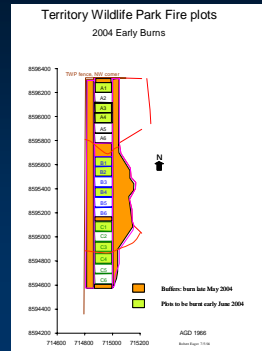 Territory Wildlife Park Fire plots
2004 Early Burns
TWP fence, NW corner
8596400
8596200
8596000
8595800
8595600
8595400
8595200
8595000
8594800
8594600
8594400
8594200
A1
A2
A3
A4
A5
A6
B1
B2
B3
B4
B5
B6
C1
C2
C3
C4
C5
C6
N
Buffers: burn late May 2004
Plots to be burnt early June 2004
714600 714800 715000 715200
AGD 1966